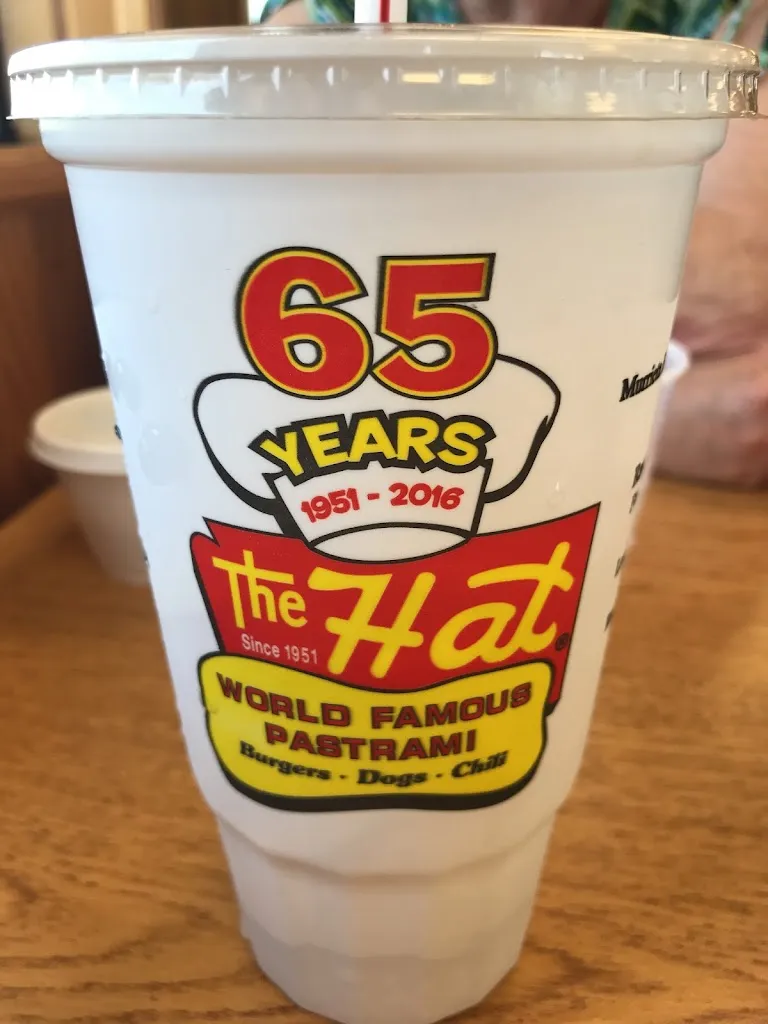 65
YEARS
1951 - 2016
The Hat®
Since 1951
WORLD FAMOUS
PASTRAMI
Burgers · Dogs · Chili